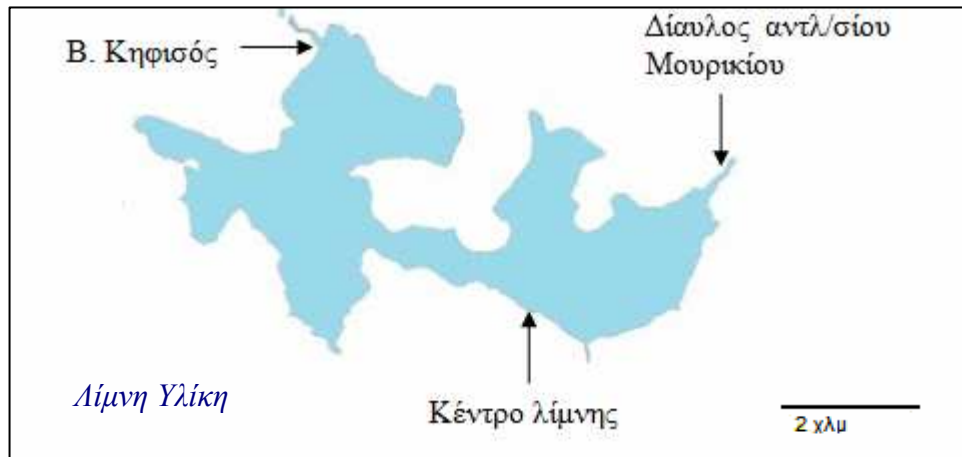 Β. Κηφισός
Δίαυλος αντλ/σίου
Μουρικίου
Λίμνη Υλίκη
Κέντρο λίμνης
2 χλμ